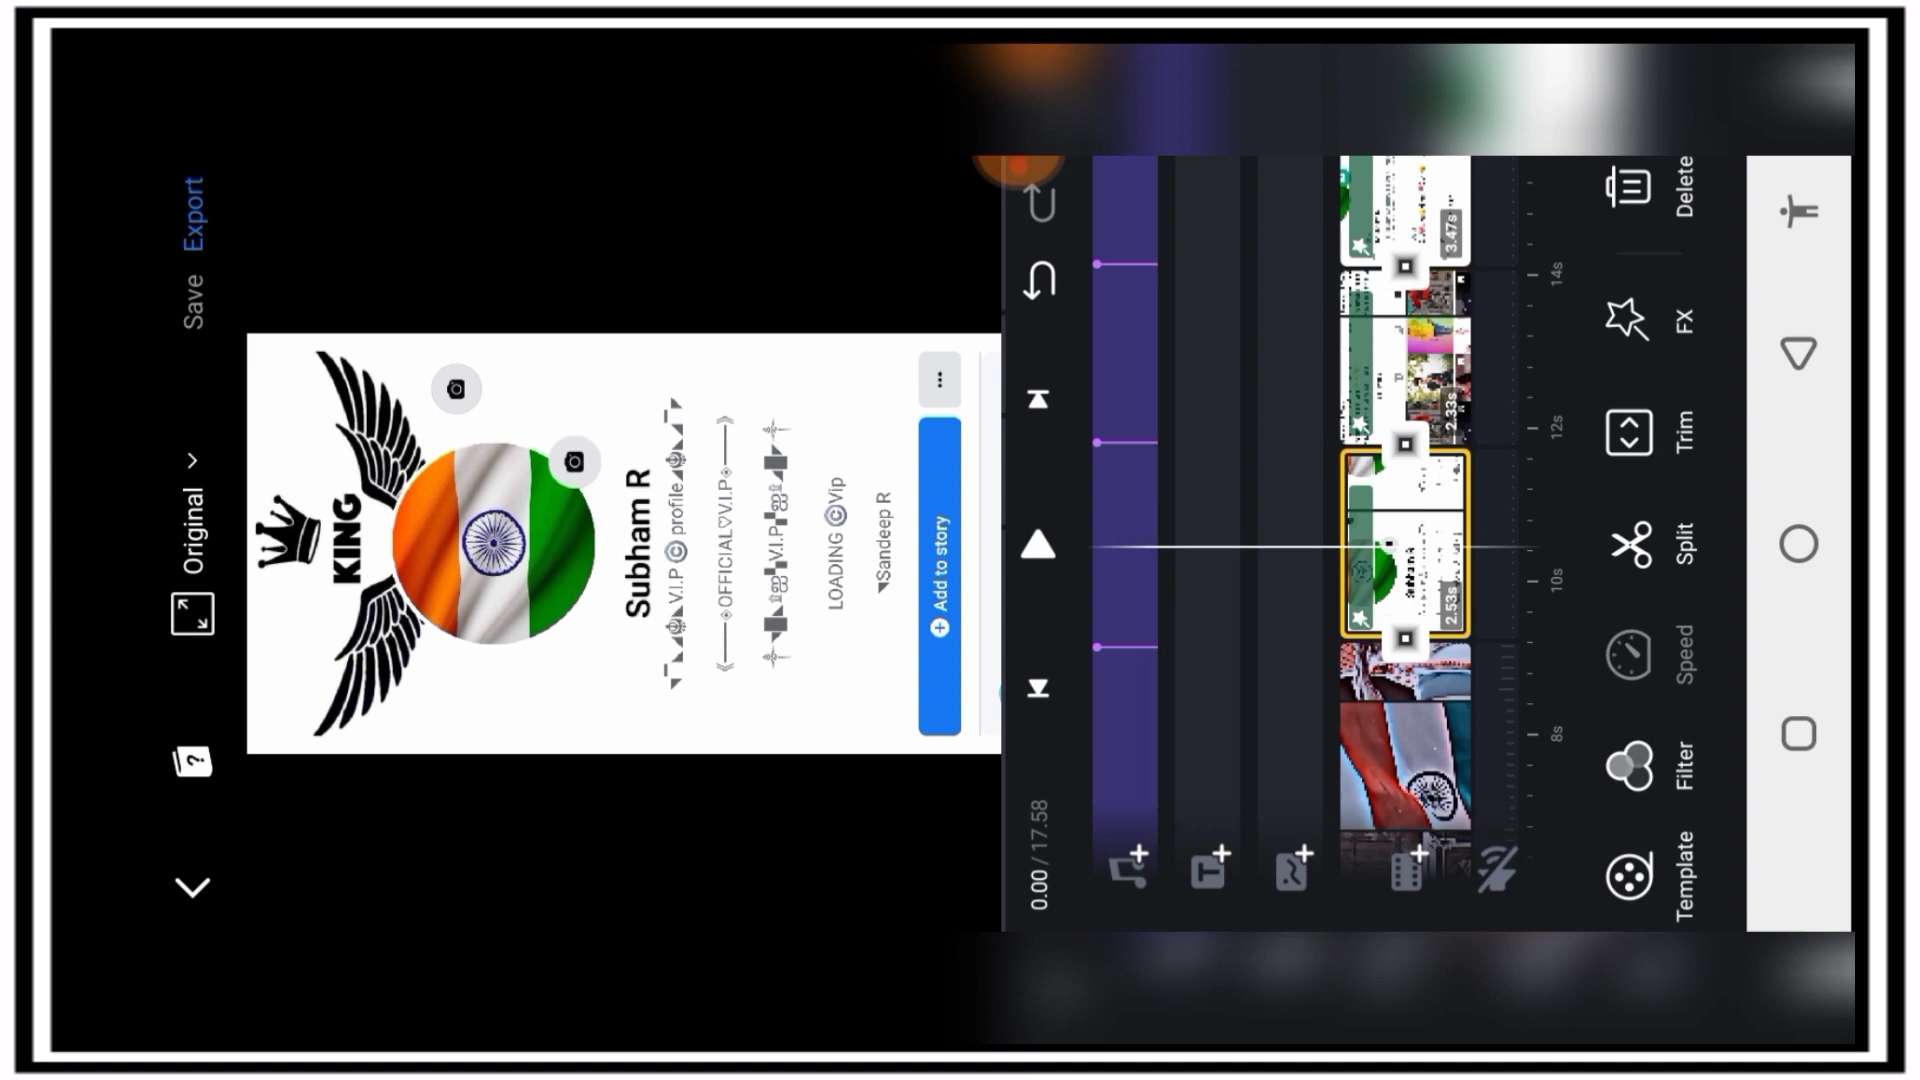 Original
Save
Export
KING
Subham R
V.I.P Ⓒ profile
OFFICIAL♡V.I.P
V.I.P
LOADING ⒸVip
◥Sandeep R
Add to story
0.00 / 17.58
2.53s
2.33s
3.47s
8s
10s
12s
14s
Template
Filter
Speed
Split
Trim
FX
Delete